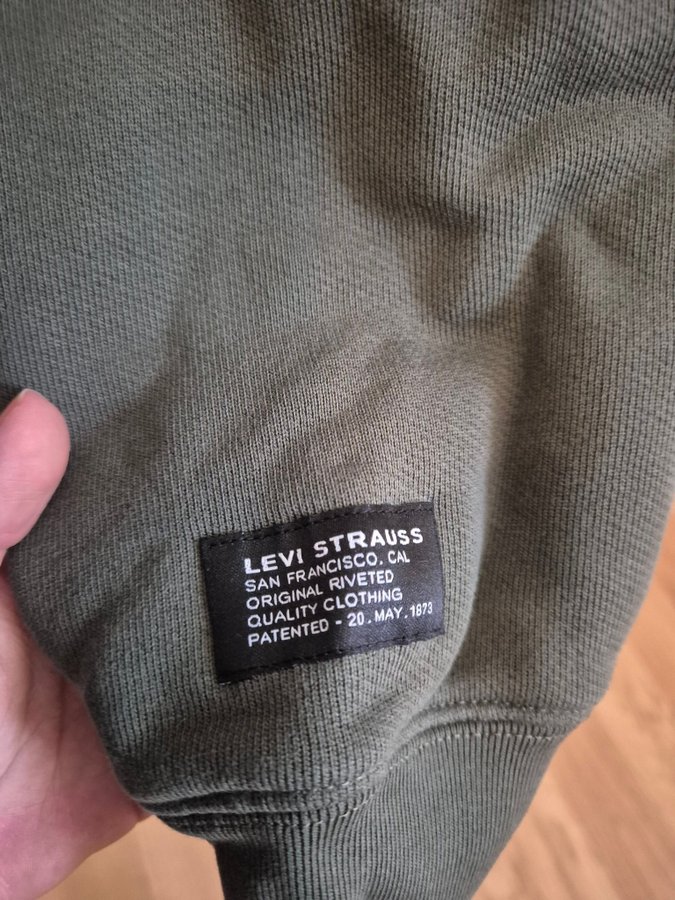 LEVI STRAUSS
SAN FRANCISCO, CAL
ORIGINAL RIVETED
QUALITY CLOTHING
PATENTED - 20. MAY. 1873